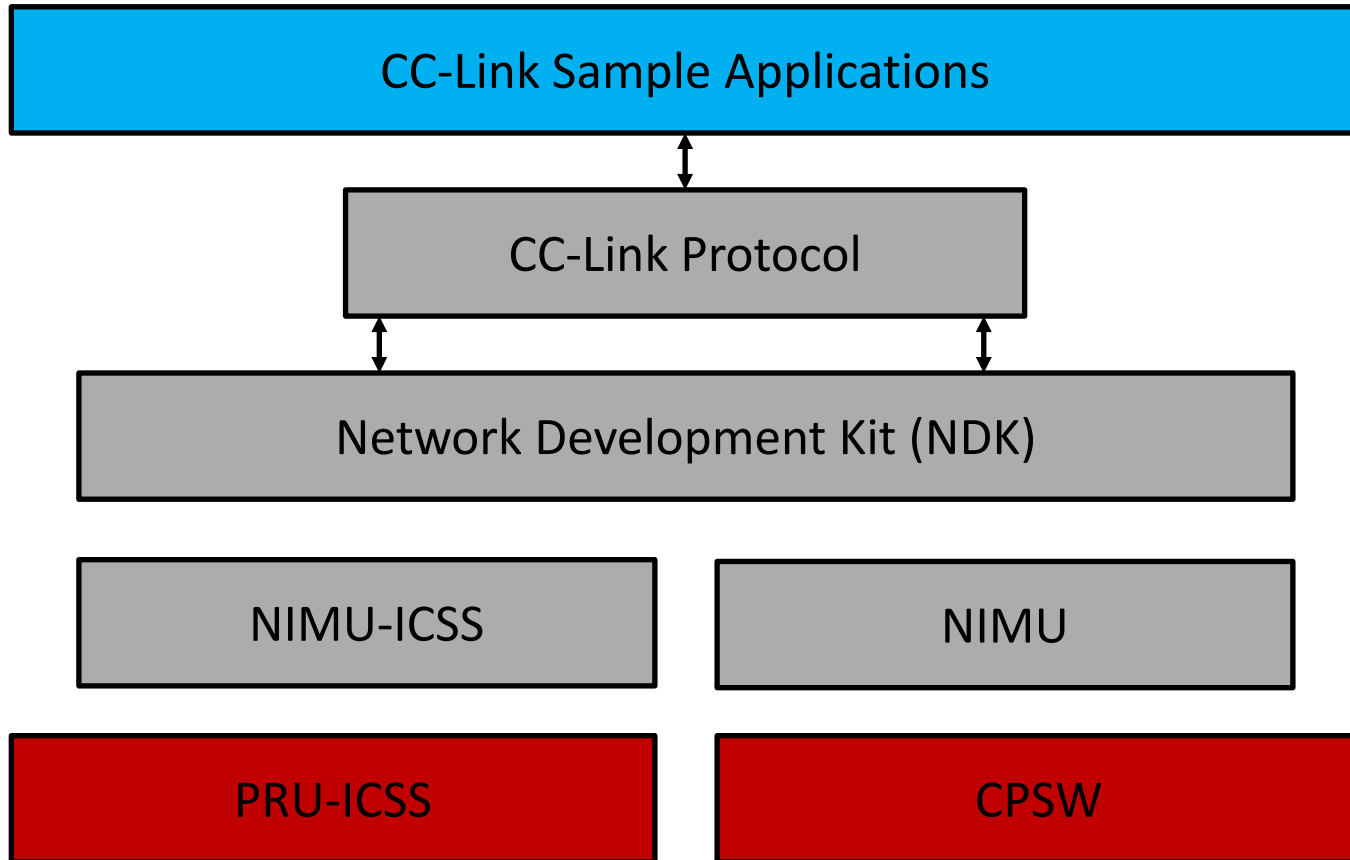 CC-Link Sample Applications
CC-Link Protocol
Network Development Kit (NDK)
NIMU-ICSS
NIMU
PRU-ICSS
CPSW